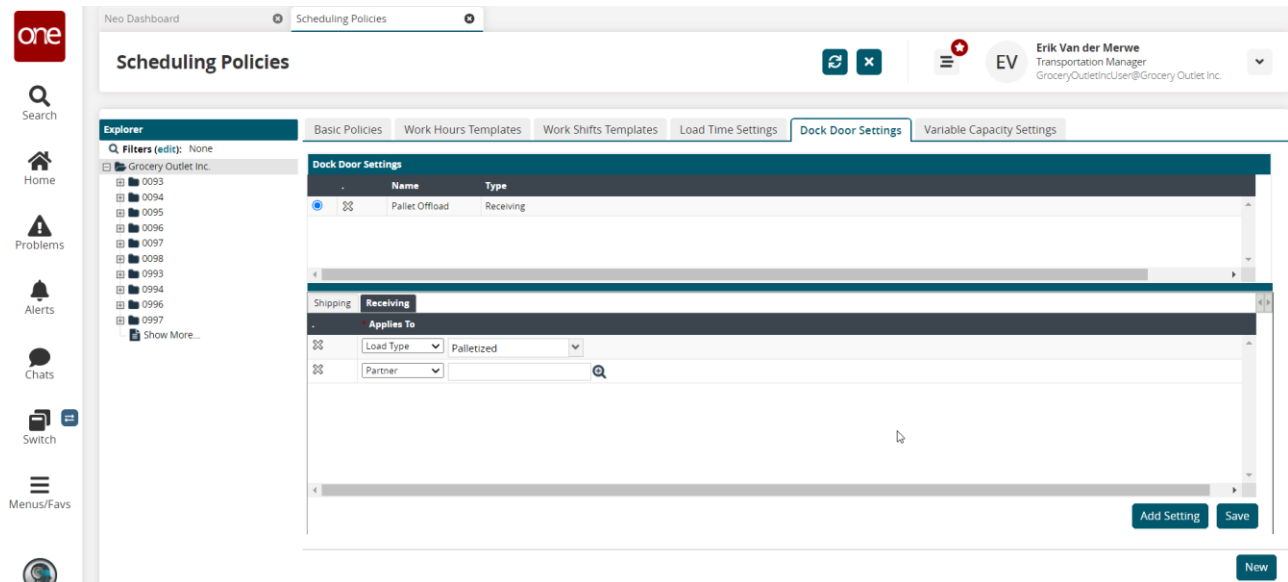 one
Neo Dashboard
Scheduling Policies
Scheduling Policies
Erik Van der Merwe
Transportation Manager
GroceryOutletIncUser@Grocery Outlet Inc.
EV
Search
Home
Problems
Alerts
Chats
Switch
Menus/Favs
Explorer
Filters (edit): None
Grocery Outlet Inc.
0093
0094
0095
0096
0097
0098
0993
0994
0996
0997
Show More...
Basic Policies Work Hours Templates Work Shifts Templates Load Time Settings Dock Door Settings Variable Capacity Settings
Dock Door Settings
. Name Type
Pallet Offload Receiving
Shipping Receiving
. * Applies To
Load Type Palletized
Partner
Add Setting Save
New